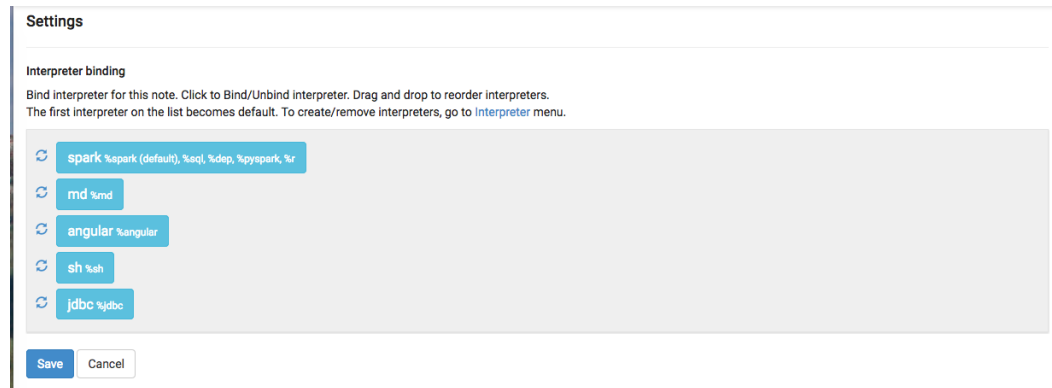 Settings
Interpreter binding
Bind interpreter for this note. Click to Bind/Unbind interpreter. Drag and drop to reorder interpreters.
The first interpreter on the list becomes default. To create/remove interpreters, go to Interpreter menu.
spark %spark (default), %sql, %dep, %pyspark, %r
md %md
angular %angular
sh %sh
jdbc %jdbc
Save Cancel